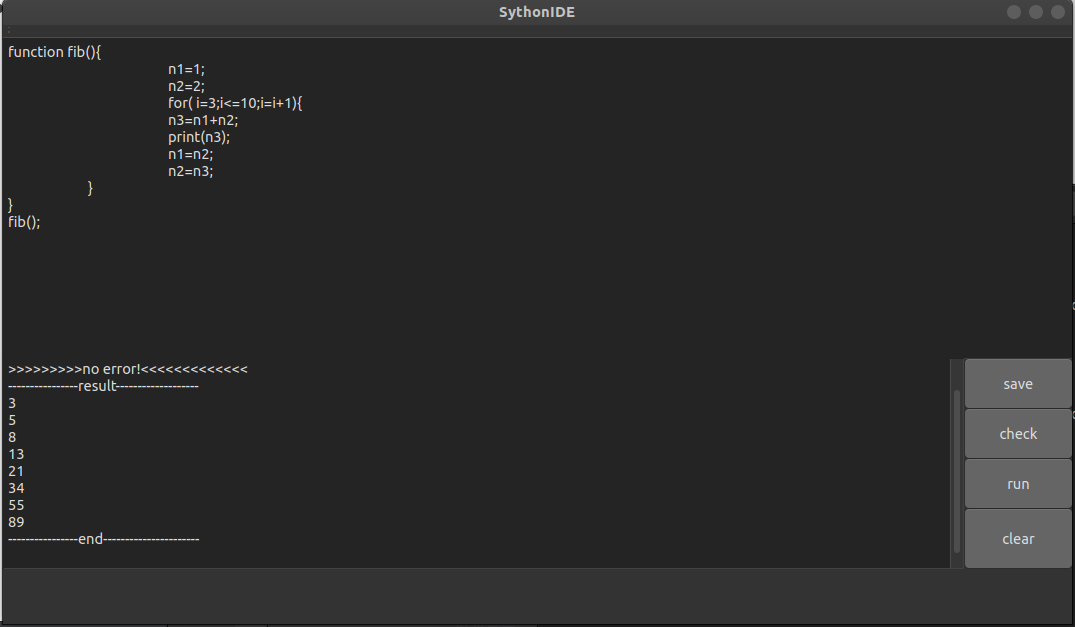 SythonIDE
function fib(){
n1=1;
n2=2;
for( i=3;i<=10;i=i+1){
n3=n1+n2;
print(n3);
n1=n2;
n2=n3;
}
}
fib();
>>>>>>>>>no error!<<<<<<<<<<<<<
----------------result-------------------
3
5
8
13
21
34
55
89
----------------end----------------------
save
check
run
clear